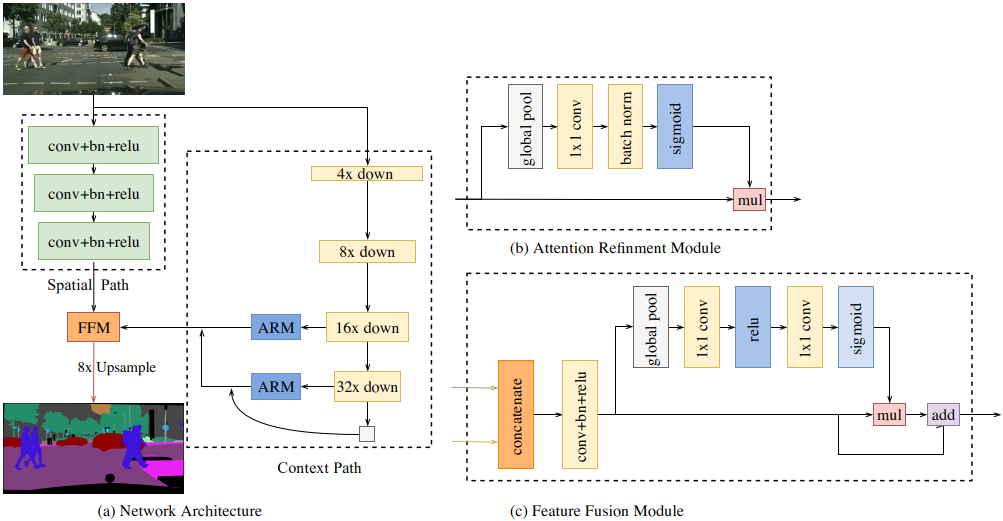 conv+bn+relu
conv+bn+relu
conv+bn+relu
Spatial Path
FFM
8x Upsample
4x down
8x down
ARM
16x down
ARM
32x down
Context Path
(a) Network Architecture
global pool
1x1 conv
batch norm
sigmoid
mul
(b) Attention Refinment Module
concatenate
conv+bn+relu
global pool
1x1 conv
relu
1x1 conv
sigmoid
mul
add
(c) Feature Fusion Module